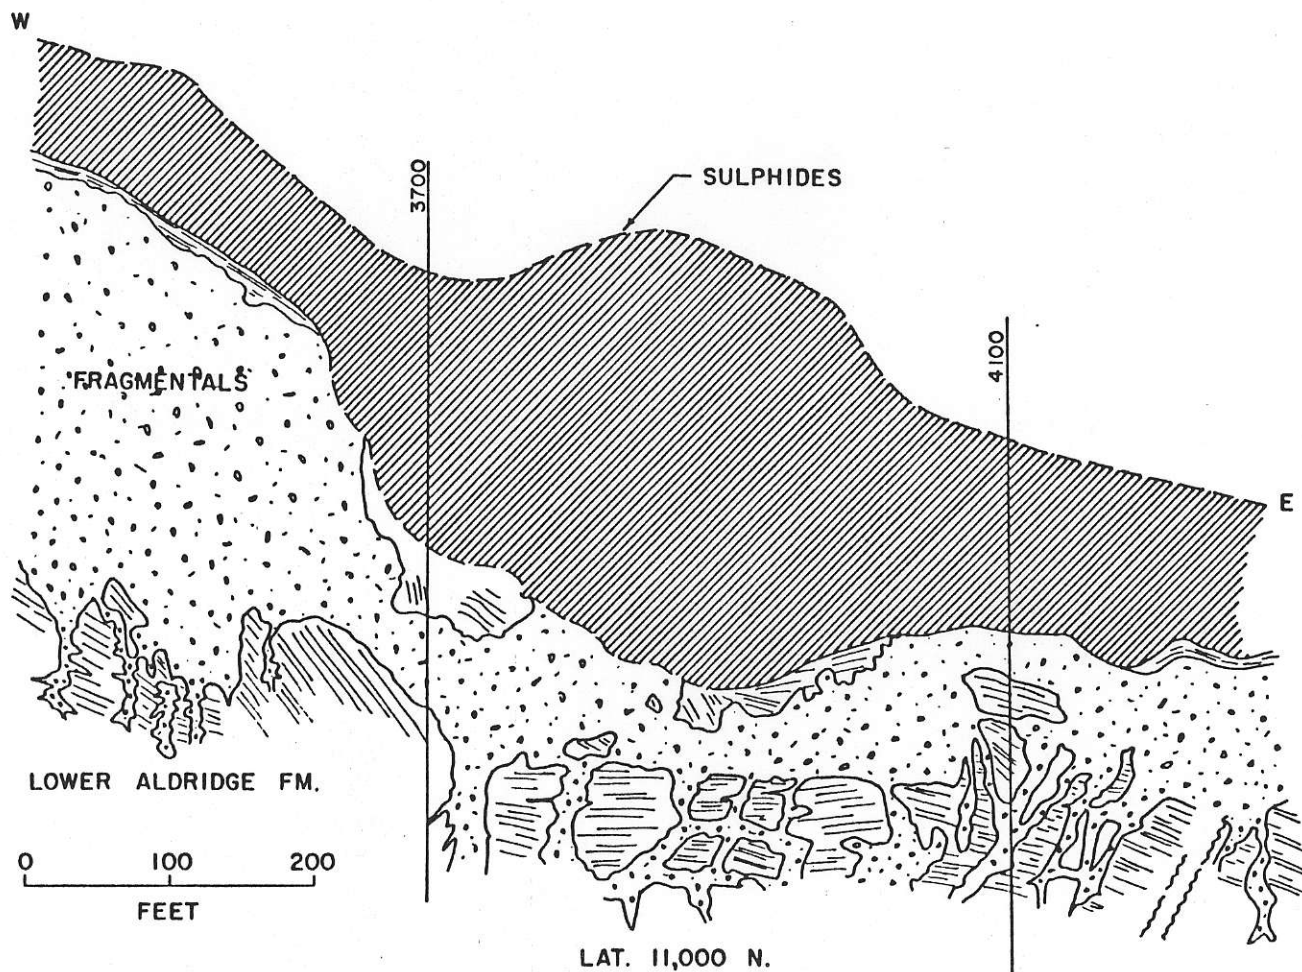 W
3700
SULPHIDES
4100
FRAGMENTALS
E
LOWER ALDRIDGE FM.
0 100 200
FEET
LAT. 11,000 N.